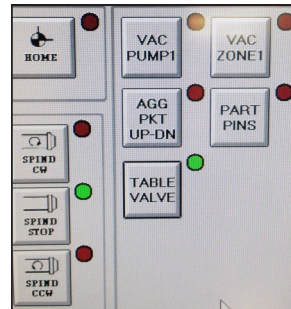 HOME
VAC
PUMP1
VAC
ZONE1
AGG
PKT
UP-DN
PART
PINS
SPIND
CW
TABLE
VALVE
SPIND
STOP
SPIND
CCW